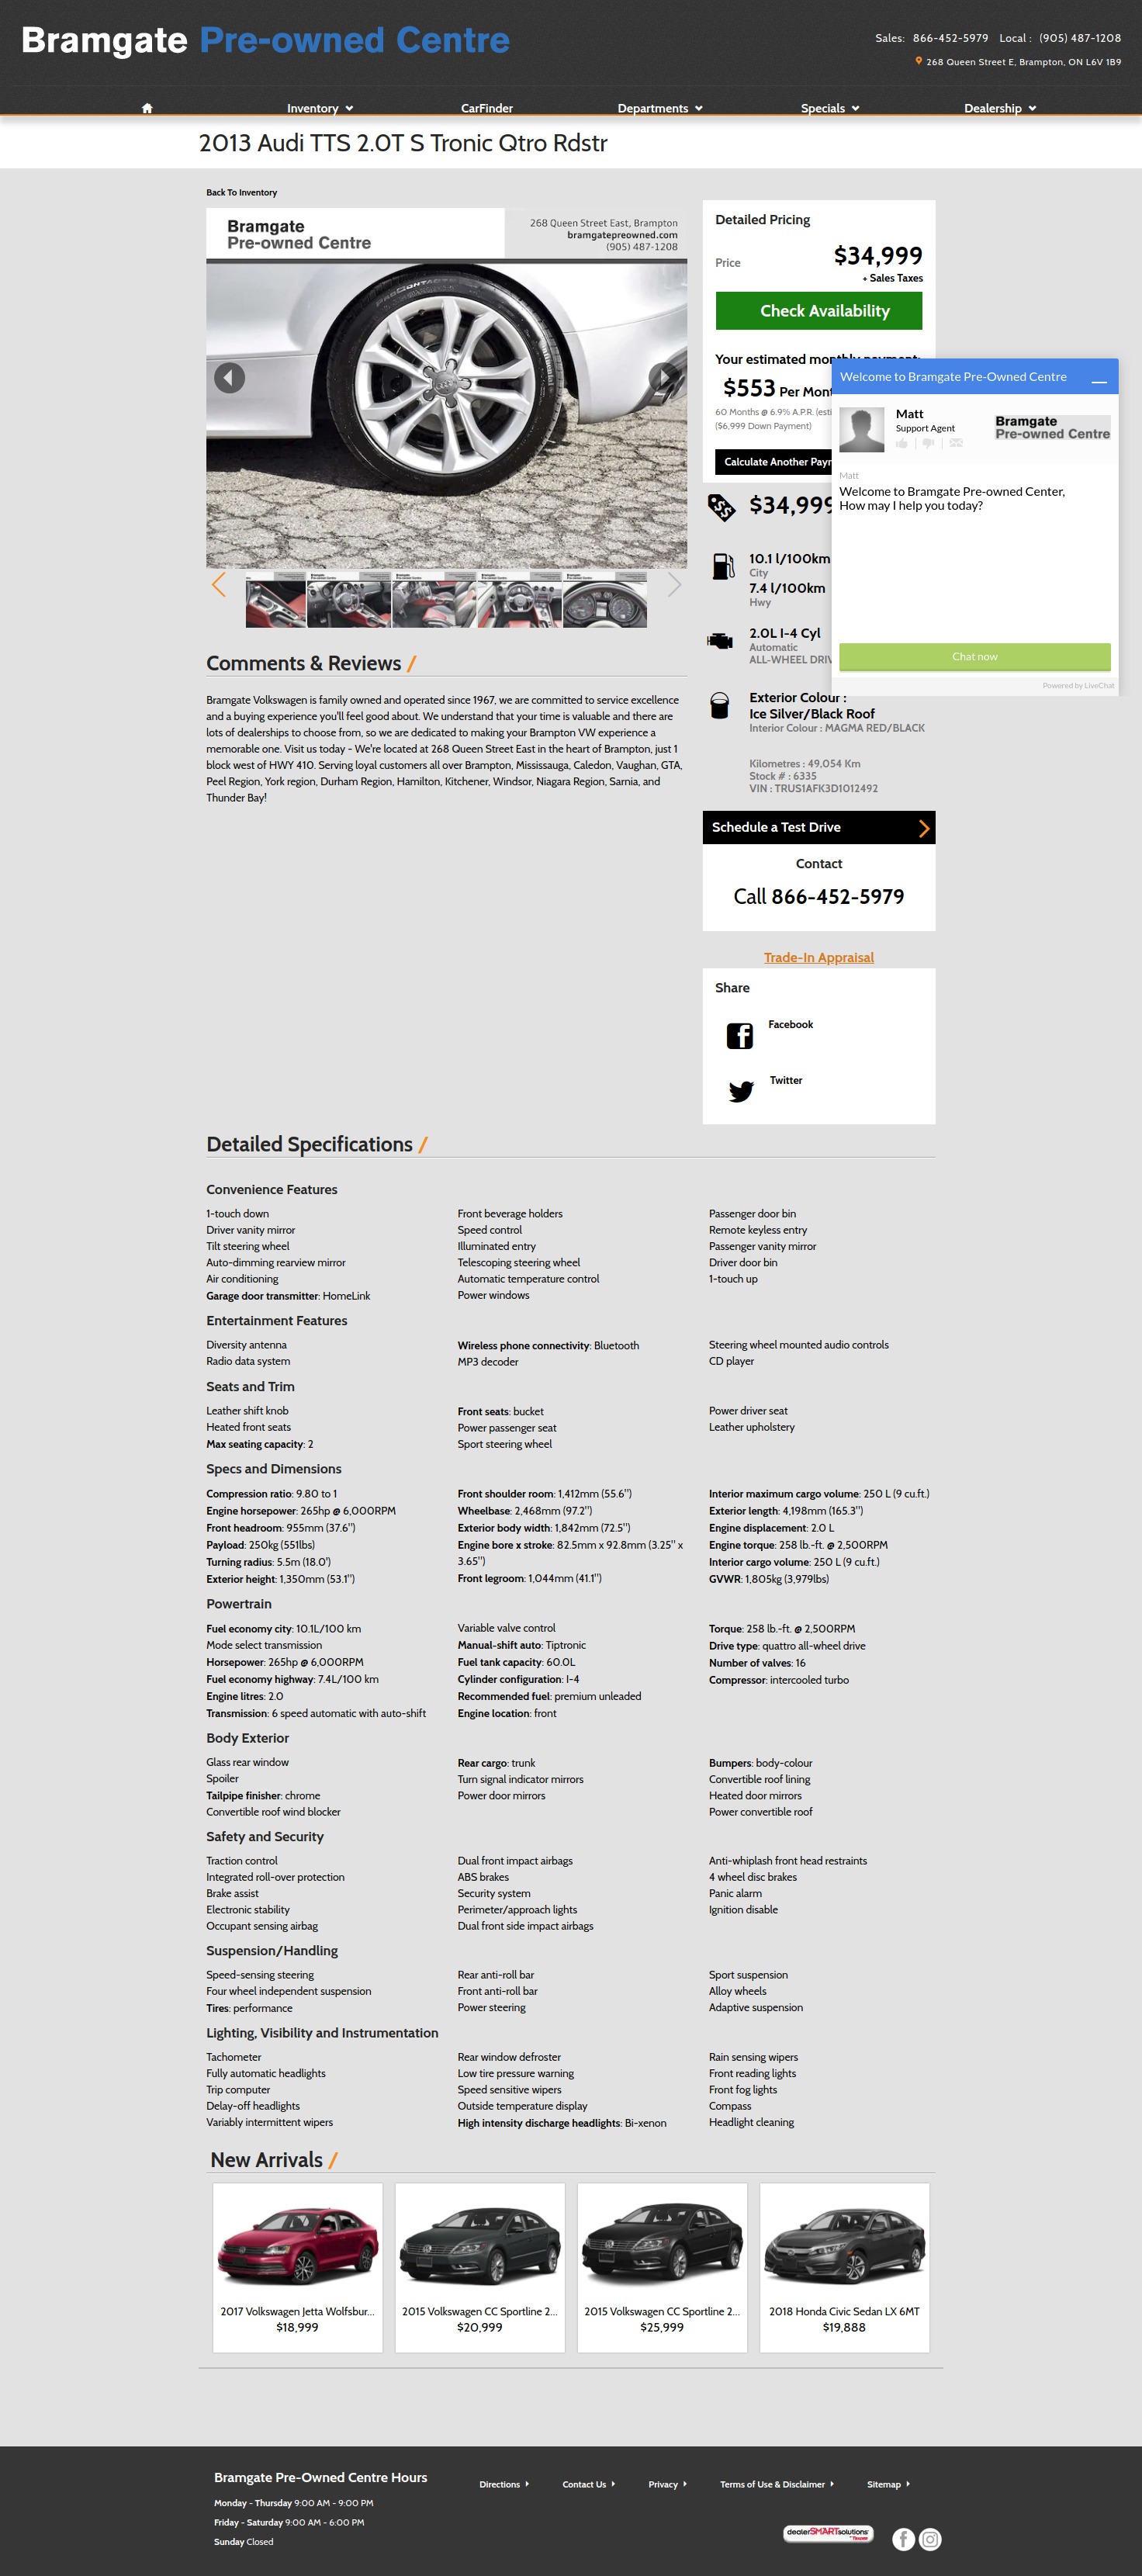 Bramgate Pre-owned Centre
Sales: 866-452-5979 Local : (905) 487-1208
268 Queen Street E, Brampton, ON L6V 1B9
Inventory CarFinder Departments Specials Dealership
2013 Audi TTS 2.0T S Tronic Qtro Rdstr
Back To Inventory
Bramgate
Pre-owned Centre
268 Queen Street East, Brampton
bramgatepreowned.com
(905) 487-1208
Detailed Pricing
Price $34,999
+ Sales Taxes
Check Availability
Your estimated monthly payment:
$553 Per Mont
60 Months @ 6.9% A.P.R. (esti
($6,999 Down Payment)
Calculate Another Payr
Welcome to Bramgate Pre-Owned Centre
Matt
Support Agent
Bramgate
Pre-owned Centre
Matt
Welcome to Bramgate Pre-owned Center,
How may I help you today?
Chat now
Powered by LiveChat
$34,999
10.1 l/100km
City
7.4 l/100km
Hwy
2.0L I-4 Cyl
Automatic
ALL-WHEEL DRIV
Exterior Colour :
Ice Silver/Black Roof
Interior Colour : MAGMA RED/BLACK
Kilometres : 49,054 Km
Stock # : 6335
VIN : TRUS1AFK3D1012492
Schedule a Test Drive
Contact
Call 866-452-5979
Trade-In Appraisal
Share
Facebook
Twitter
Comments & Reviews /
Bramgate Volkswagen is family owned and operated since 1967, we are committed to service excellence
and a buying experience you'll feel good about. We understand that your time is valuable and there are
lots of dealerships to choose from, so we are dedicated to making your Brampton VW experience a
memorable one. Visit us today - We're located at 268 Queen Street East in the heart of Brampton, just 1
block west of HWY 410. Serving loyal customers all over Brampton, Mississauga, Caledon, Vaughan, GTA,
Peel Region, York region, Durham Region, Hamilton, Kitchener, Windsor, Niagara Region, Sarnia, and
Thunder Bay!
Detailed Specifications /
Convenience Features
1-touch down Front beverage holders Passenger door bin
Driver vanity mirror Speed control Remote keyless entry
Tilt steering wheel Illuminated entry Passenger vanity mirror
Auto-dimming rearview mirror Telescoping steering wheel Driver door bin
Air conditioning Automatic temperature control 1-touch up
Garage door transmitter: HomeLink Power windows
Entertainment Features
Diversity antenna Wireless phone connectivity: Bluetooth Steering wheel mounted audio controls
Radio data system MP3 decoder CD player
Seats and Trim
Leather shift knob Front seats: bucket Power driver seat
Heated front seats Power passenger seat Leather upholstery
Max seating capacity: 2 Sport steering wheel
Specs and Dimensions
Compression ratio: 9.80 to 1 Front shoulder room: 1,412mm (55.6") Interior maximum cargo volume: 250 L (9 cu.ft.)
Engine horsepower: 265hp @ 6,000RPM Wheelbase: 2,468mm (97.2") Exterior length: 4,198mm (165.3")
Front headroom: 955mm (37.6") Exterior body width: 1,842mm (72.5") Engine displacement: 2.0 L
Payload: 250kg (551lbs) Engine bore x stroke: 82.5mm x 92.8mm (3.25" x Engine torque: 258 lb.-ft. @ 2,500RPM
Turning radius: 5.5m (18.0') 3.65") Interior cargo volume: 250 L (9 cu.ft.)
Exterior height: 1,350mm (53.1") Front legroom: 1,044mm (41.1") GVWR: 1,805kg (3,979lbs)
Powertrain
Fuel economy city: 10.1L/100 km Variable valve control Torque: 258 lb.-ft. @ 2,500RPM
Mode select transmission Manual-shift auto: Tiptronic Drive type: quattro all-wheel drive
Horsepower: 265hp @ 6,000RPM Fuel tank capacity: 60.0L Number of valves: 16
Fuel economy highway: 7.4L/100 km Cylinder configuration: I-4 Compressor: intercooled turbo
Engine litres: 2.0 Recommended fuel: premium unleaded
Transmission: 6 speed automatic with auto-shift Engine location: front
Body Exterior
Glass rear window Rear cargo: trunk Bumpers: body-colour
Spoiler Turn signal indicator mirrors Convertible roof lining
Tailpipe finisher: chrome Power door mirrors Heated door mirrors
Convertible roof wind blocker Power convertible roof
Safety and Security
Traction control Dual front impact airbags Anti-whiplash front head restraints
Integrated roll-over protection ABS brakes 4 wheel disc brakes
Brake assist Security system Panic alarm
Electronic stability Perimeter/approach lights Ignition disable
Occupant sensing airbag Dual front side impact airbags
Suspension/Handling
Speed-sensing steering Rear anti-roll bar Sport suspension
Four wheel independent suspension Front anti-roll bar Alloy wheels
Tires: performance Power steering Adaptive suspension
Lighting, Visibility and Instrumentation
Tachometer Rear window defroster Rain sensing wipers
Fully automatic headlights Low tire pressure warning Front reading lights
Trip computer Speed sensitive wipers Front fog lights
Delay-off headlights Outside temperature display Compass
Variably intermittent wipers High intensity discharge headlights: Bi-xenon Headlight cleaning
New Arrivals /
2017 Volkswagen Jetta Wolfsbur... 2015 Volkswagen CC Sportline 2... 2015 Volkswagen CC Sportline 2... 2018 Honda Civic Sedan LX 6MT
$18,999 $20,999 $25,999 $19,888
Bramgate Pre-Owned Centre Hours
Monday - Thursday 9:00 AM - 9:00 PM
Friday - Saturday 9:00 AM - 6:00 PM
Sunday Closed
Directions Contact Us Privacy Terms of Use & Disclaimer Sitemap
dealerSMARTsolutions